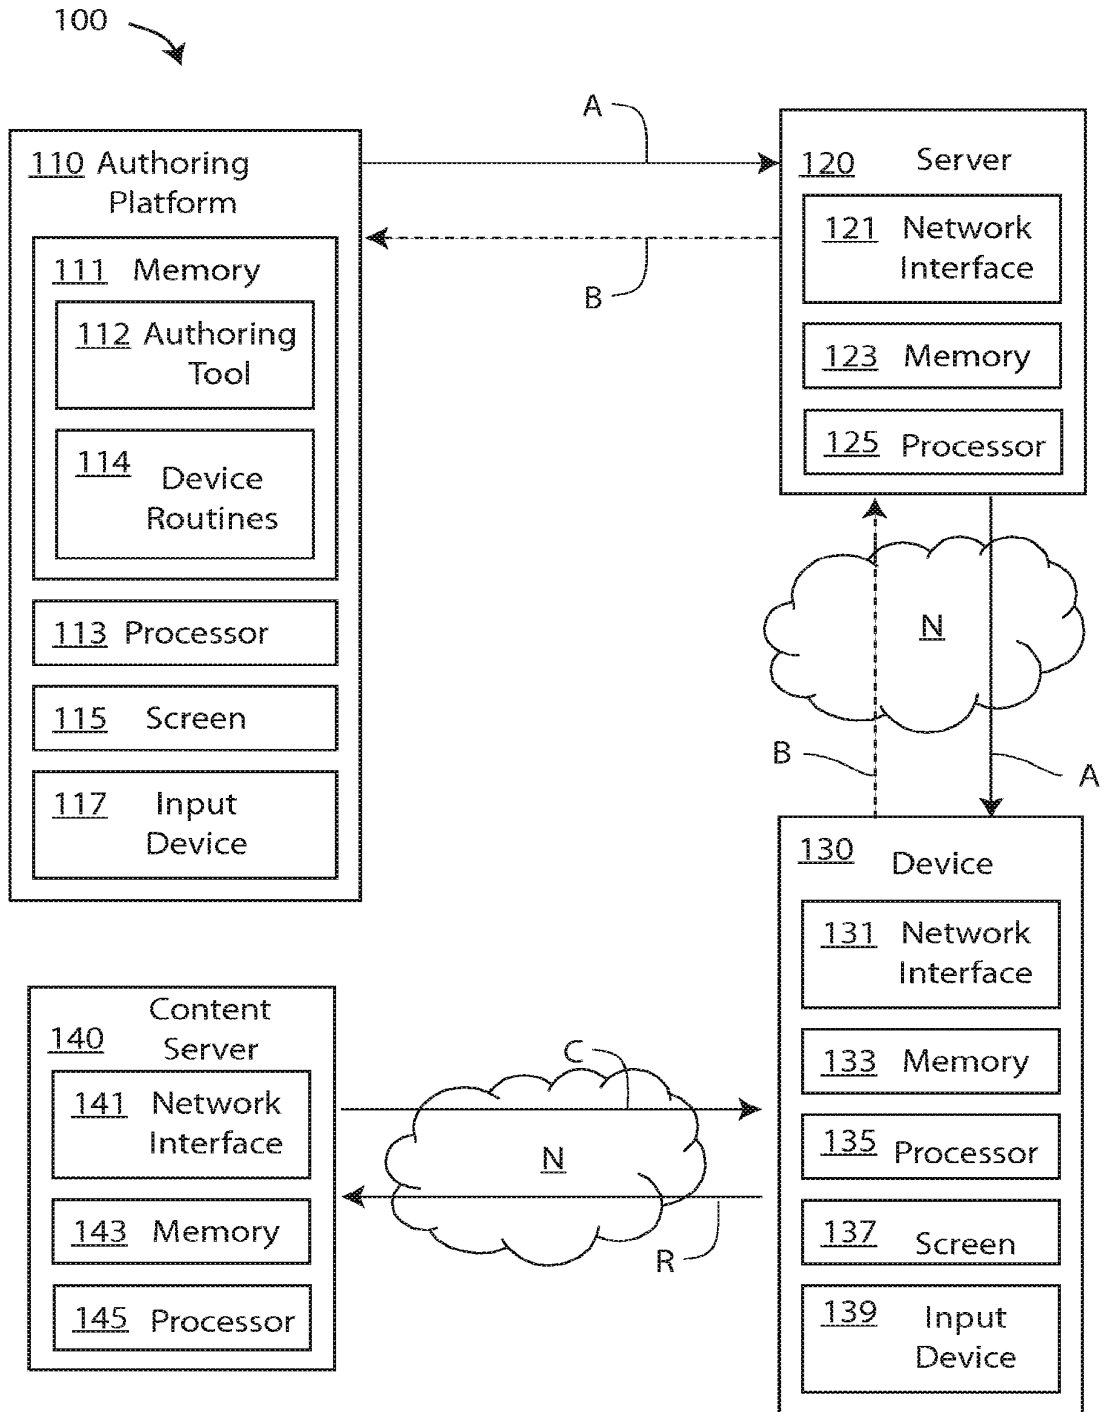 100
A
110 Authoring
Platform
111 Memory
112 Authoring
Tool
114 Device
Routines
113 Processor
115 Screen
117 Input
Device
B
120 Server
121 Network
Interface
123 Memory
125 Processor
N
B
A
130 Device
131 Network
Interface
133 Memory
135 Processor
137 Screen
139 Input
Device
Content
140 Server
141 Network
Interface
143 Memory
145 Processor
C
N
R